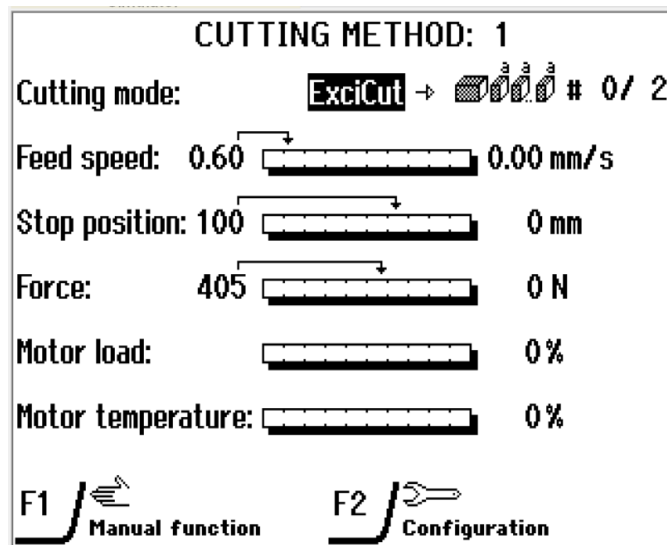 CUTTING METHOD: 1
Cutting mode: ExciCut a a a # 0/ 2
Feed speed: 0.60 0.00 mm/s
Stop position: 100 0 mm
Force: 405 0 N
Motor load: 0 %
Motor temperature: 0 %
F1 Manual function F2 Configuration